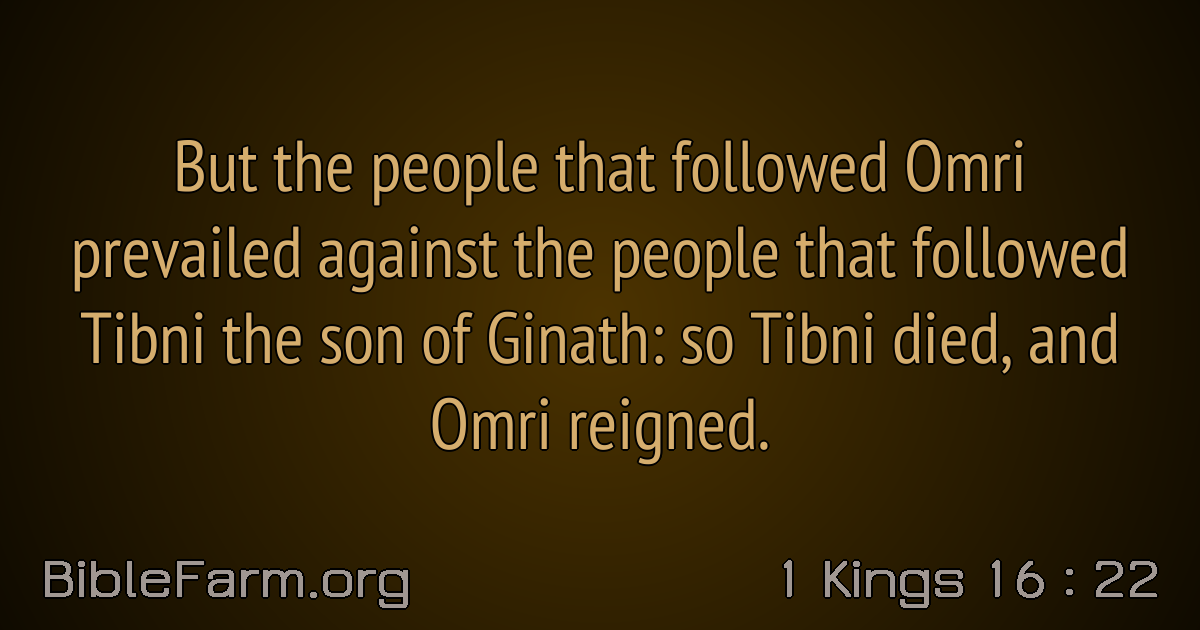 But the people that followed Omri
prevailed against the people that followed
Tibni the son of Ginath: so Tibni died, and
Omri reigned.
BibleFarm.org
1 Kings 16 : 22